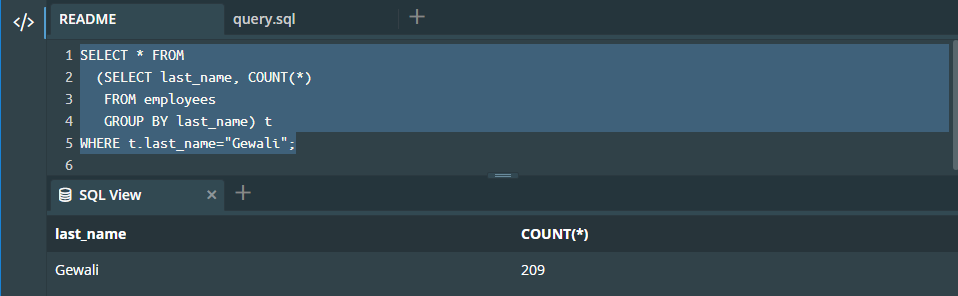 </> README query.sql +
1 SELECT * FROM
2 (SELECT last_name, COUNT(*)
3 FROM employees
4 GROUP BY last_name) t
5 WHERE t.last_name="Gewali";
6
SQL View × +
last_name COUNT(*)
Gewali 209